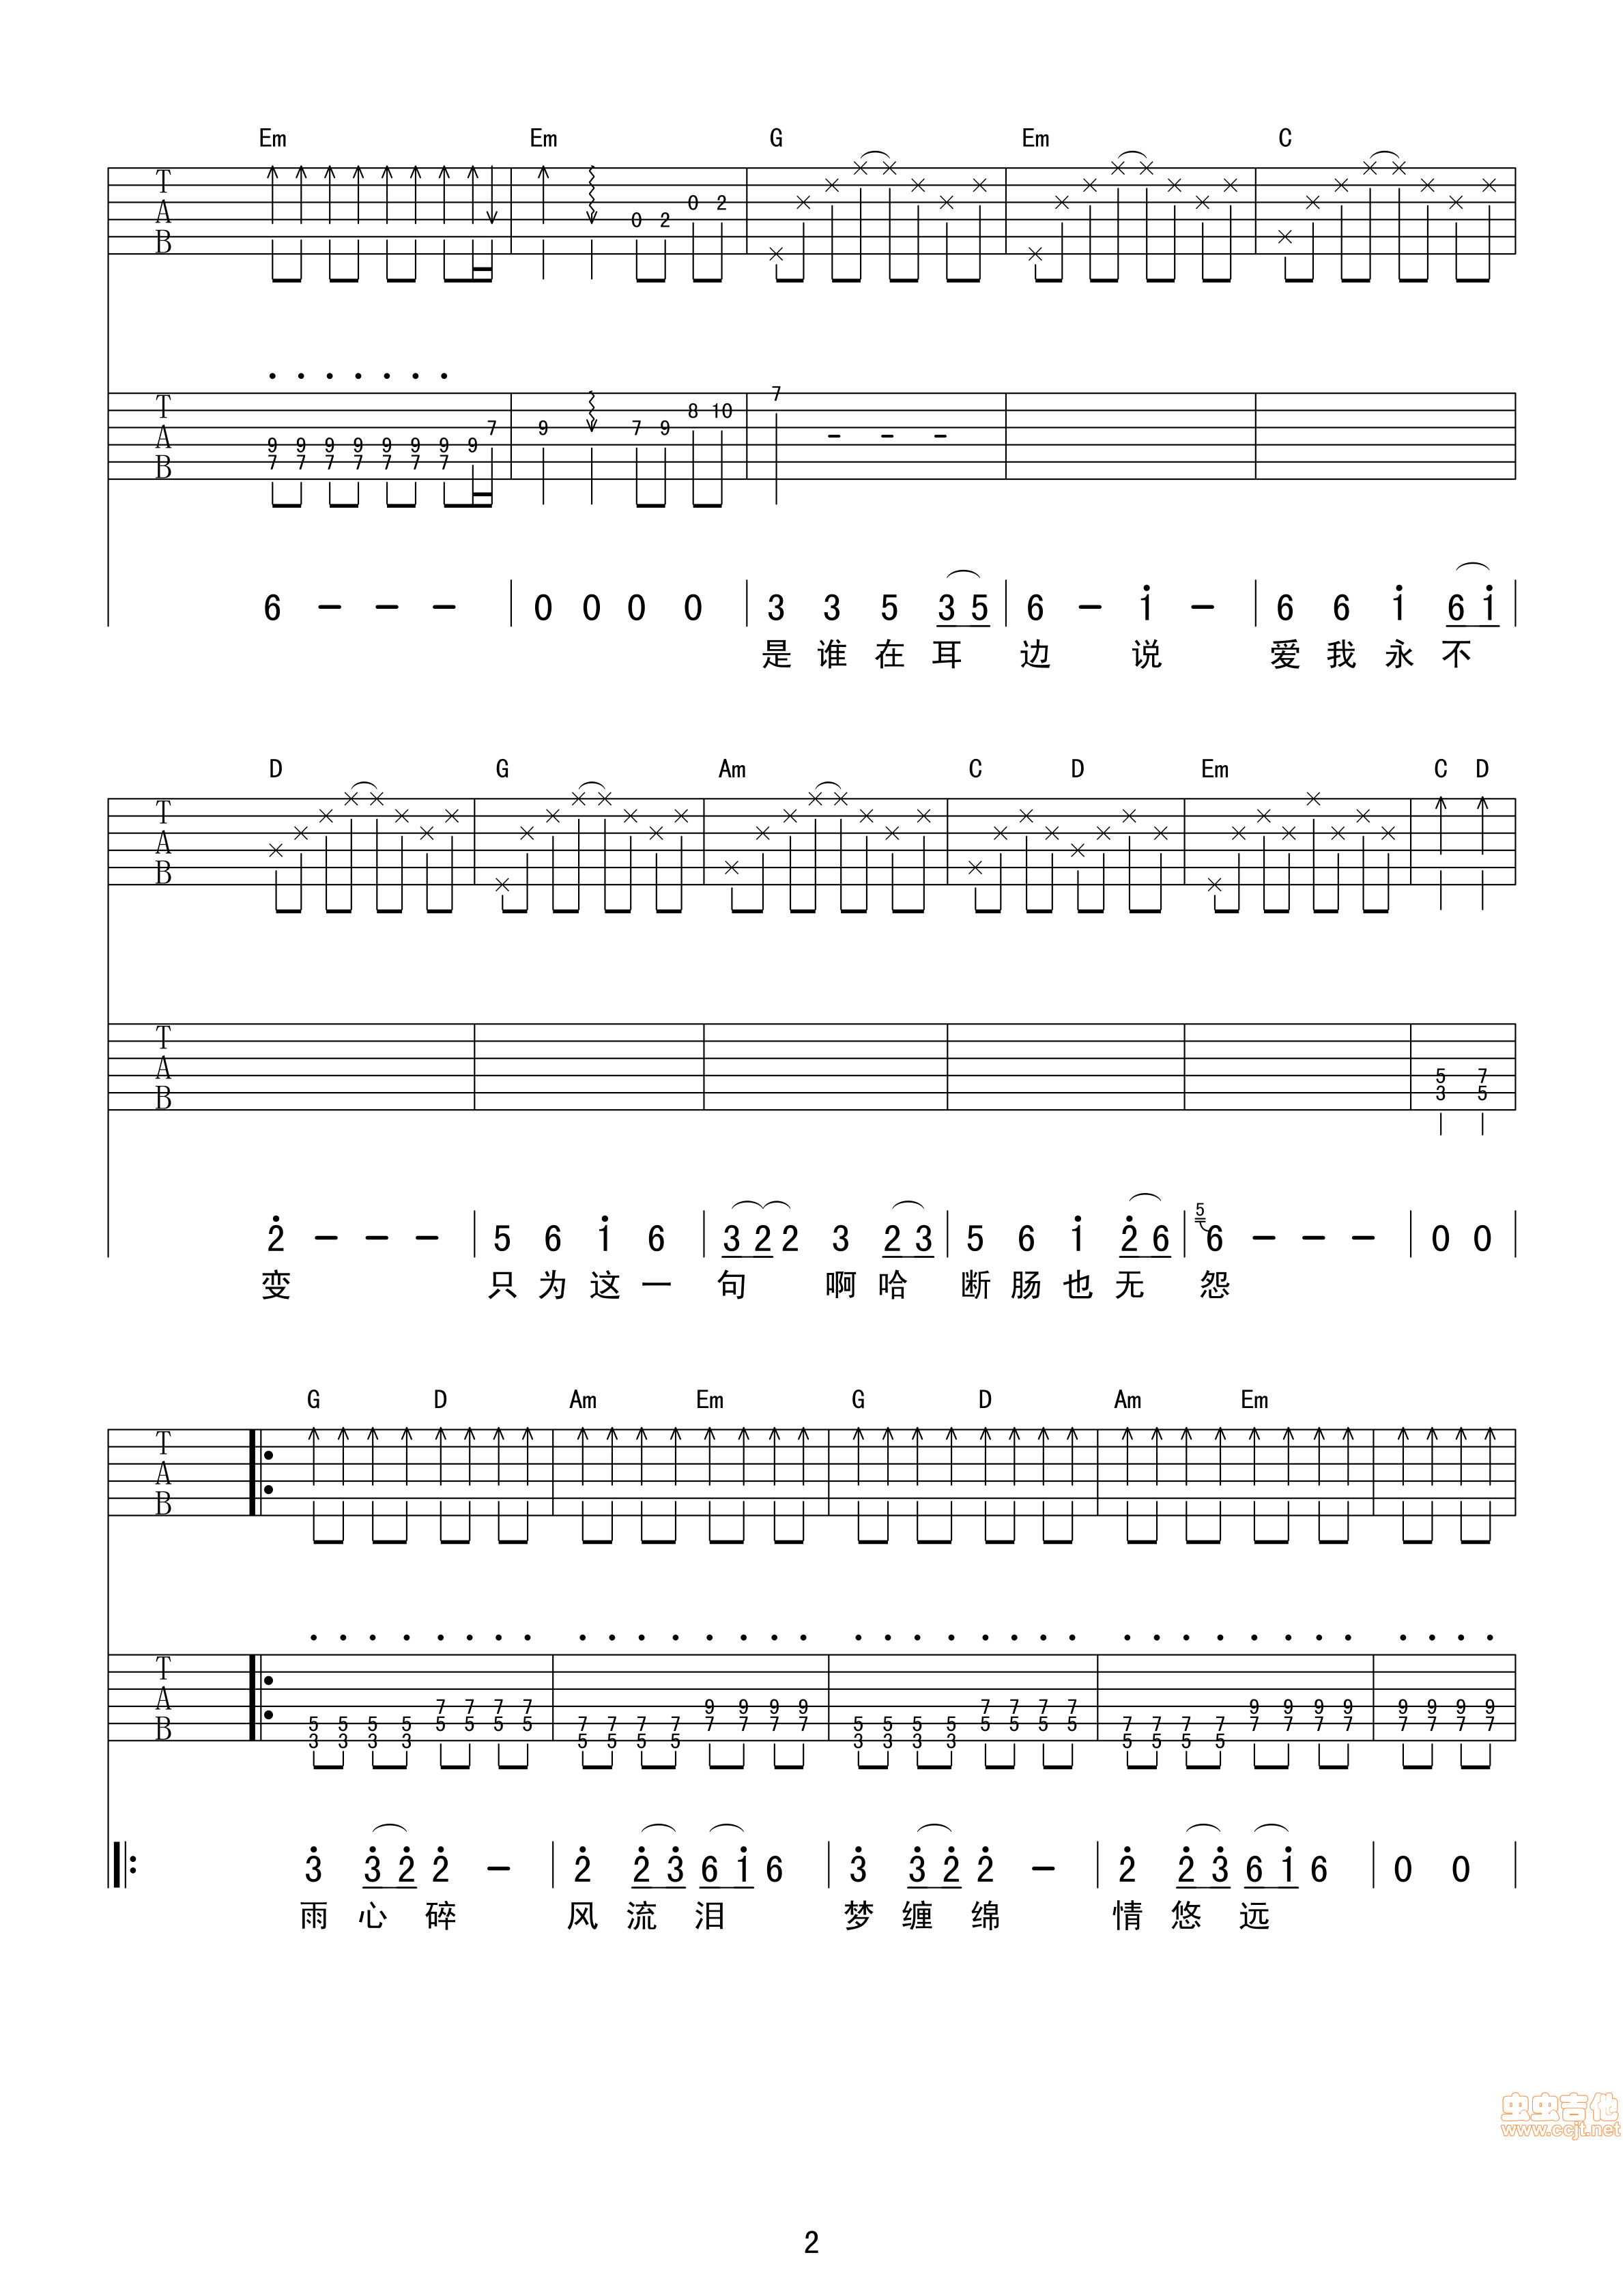 Em Em G Em C
T A B 0 2 0 2
T A B 9 7 9 7 9 7 9 7 9 7 9 7 9 7 9 7 9 7 9 8 10 7 - - -
6 - - - 0 0 0 0 3 3 5 3 5 6 - 1 - 6 6 1 6 1
是 谁 在 耳 边 说 爱 我 永 不
D G Am C D Em C D
T A B
T A B 5 3 7 5
2 - - - 5 6 1 6 3 2 2 3 2 3 5 6 1 2 6 5 6 - - - 0 0
变 只 为 这 一 句 啊 哈 断 肠 也 无 怨
G D Am Em G D Am Em
T A B
T A B 5 3 5 3 5 3 5 3 7 5 7 5 7 5 7 5 7 5 7 5 7 5 7 5 9 7 9 7 9 7 9 7 5 3 5 3 5 3 5 3 7 5 7 5 7 5 7 5 7 5 7 5 7 5 7 5 9 7 9 7 9 7 9 7 9 7 9 7 9 7 9 7
3 3 2 2 - 2 2 3 6 1 6 3 3 2 2 - 2 2 3 6 1 6 0 0
雨 心 碎 风 流 泪 梦 缠 绵 情 悠 远
虫虫吉他
www.ccjt.net
2